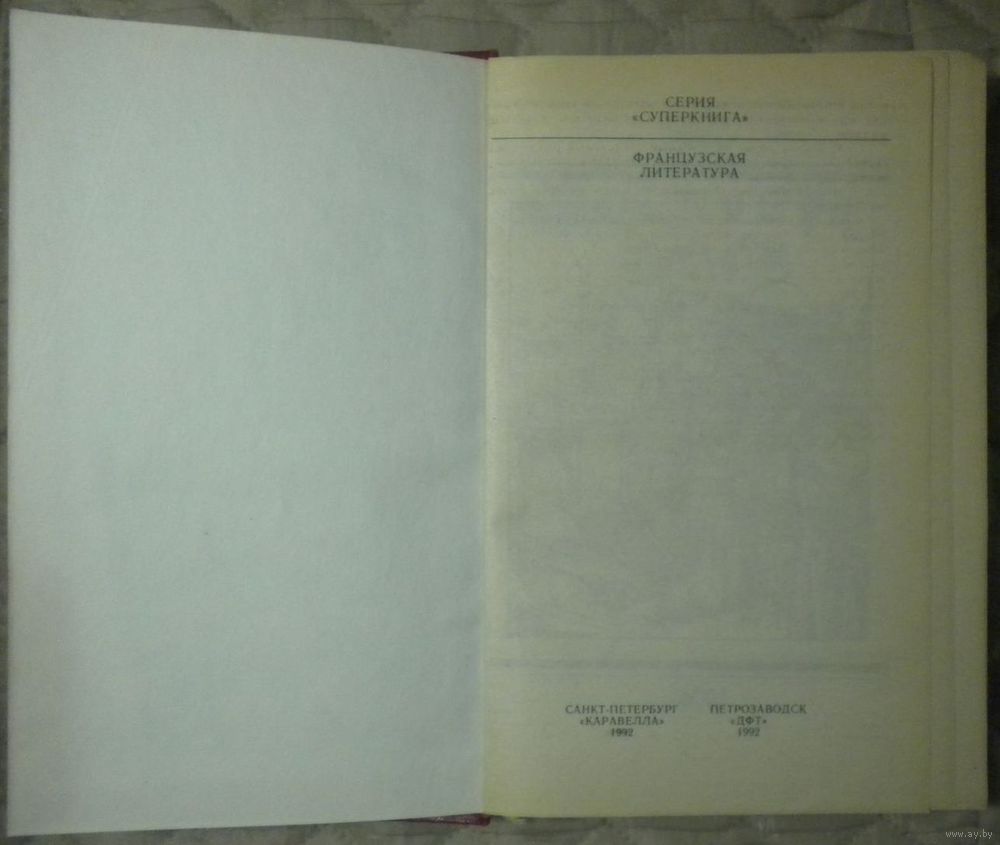 СЕРИЯ
«СУПЕРКНИГА»
ФРАНЦУЗСКАЯ
ЛИТЕРАТУРА
САНКТ-ПЕТЕРБУРГ
«КАРАВЕЛЛА»
1992
ПЕТРОЗАВОДСК
«ДФТ»
1992
www.ay.by